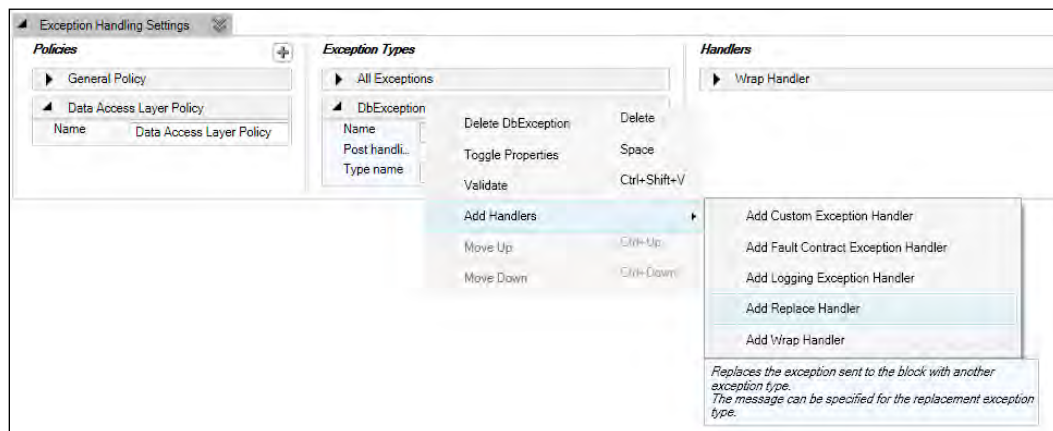 Exception Handling Settings
Policies
General Policy
Data Access Layer Policy
Name Data Access Layer Policy
Exception Types
All Exceptions
DbException
Name
Post handli..
Type name
Handlers
Wrap Handler
Delete DbException Delete
Toggle Properties Space
Validate Ctrl+Shift+V
Add Handlers
Move Up Ctrl+Up
Move Down Ctrl+Down
Add Custom Exception Handler
Add Fault Contract Exception Handler
Add Logging Exception Handler
Add Replace Handler
Add Wrap Handler
Replaces the exception sent to the block with another
exception type.
The message can be specified for the replacement exception
type.